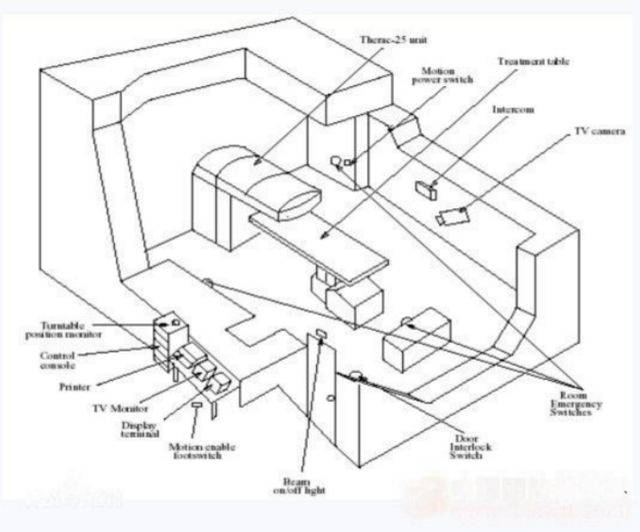 Therac-25 unit
Treatment table
Motion
power switch
Intercom
TV camera
Turntable
position monitor
Control
console
Printer
TV Monitor
Display
terminal
Motion enable
footswitch
Beam
on/off light
Door
Interlock
Switch
Room
Emergency
Switches